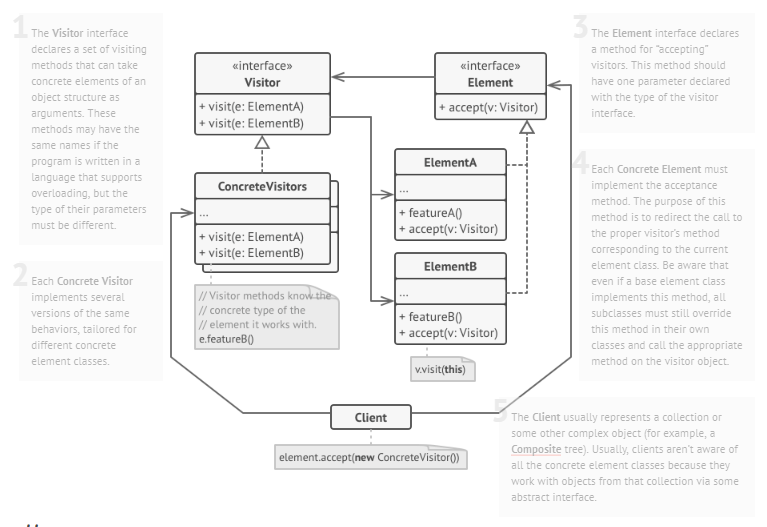 1
The Visitor interface
declares a set of visiting
methods that can take
concrete elements of an
object structure as
arguments. These
methods may have the
same names if the
program is written in a
language that supports
overloading, but the
type of their parameters
must be different.
2
Each Concrete Visitor
implements several
versions of the same
behaviors, tailored for
different concrete
element classes.
«interface»
Visitor
+ visit(e: ElementA)
+ visit(e: ElementB)
ConcreteVisitors
...
+ visit(e: ElementA)
+ visit(e: ElementB)
// Visitor methods know the
// concrete type of the
// element it works with.
e.featureB()
«interface»
Element
+ accept(v: Visitor)
ElementA
...
+ featureA()
+ accept(v: Visitor)
ElementB
...
+ featureB()
+ accept(v: Visitor)
v.visit(this)
Client
element.accept(new ConcreteVisitor())
3
The Element interface declares
a method for “accepting”
visitors. This method should
have one parameter declared
with the type of the visitor
interface.
4
Each Concrete Element must
implement the acceptance
method. The purpose of this
method is to redirect the call to
the proper visitor’s method
corresponding to the current
element class. Be aware that
even if a base element class
implements this method, all
subclasses must still override
this method in their own
classes and call the appropriate
method on the visitor object.
5
The Client usually represents a collection or
some other complex object (for example, a
Composite tree). Usually, clients aren’t aware of
all the concrete element classes because they
work with objects from that collection via some
abstract interface.